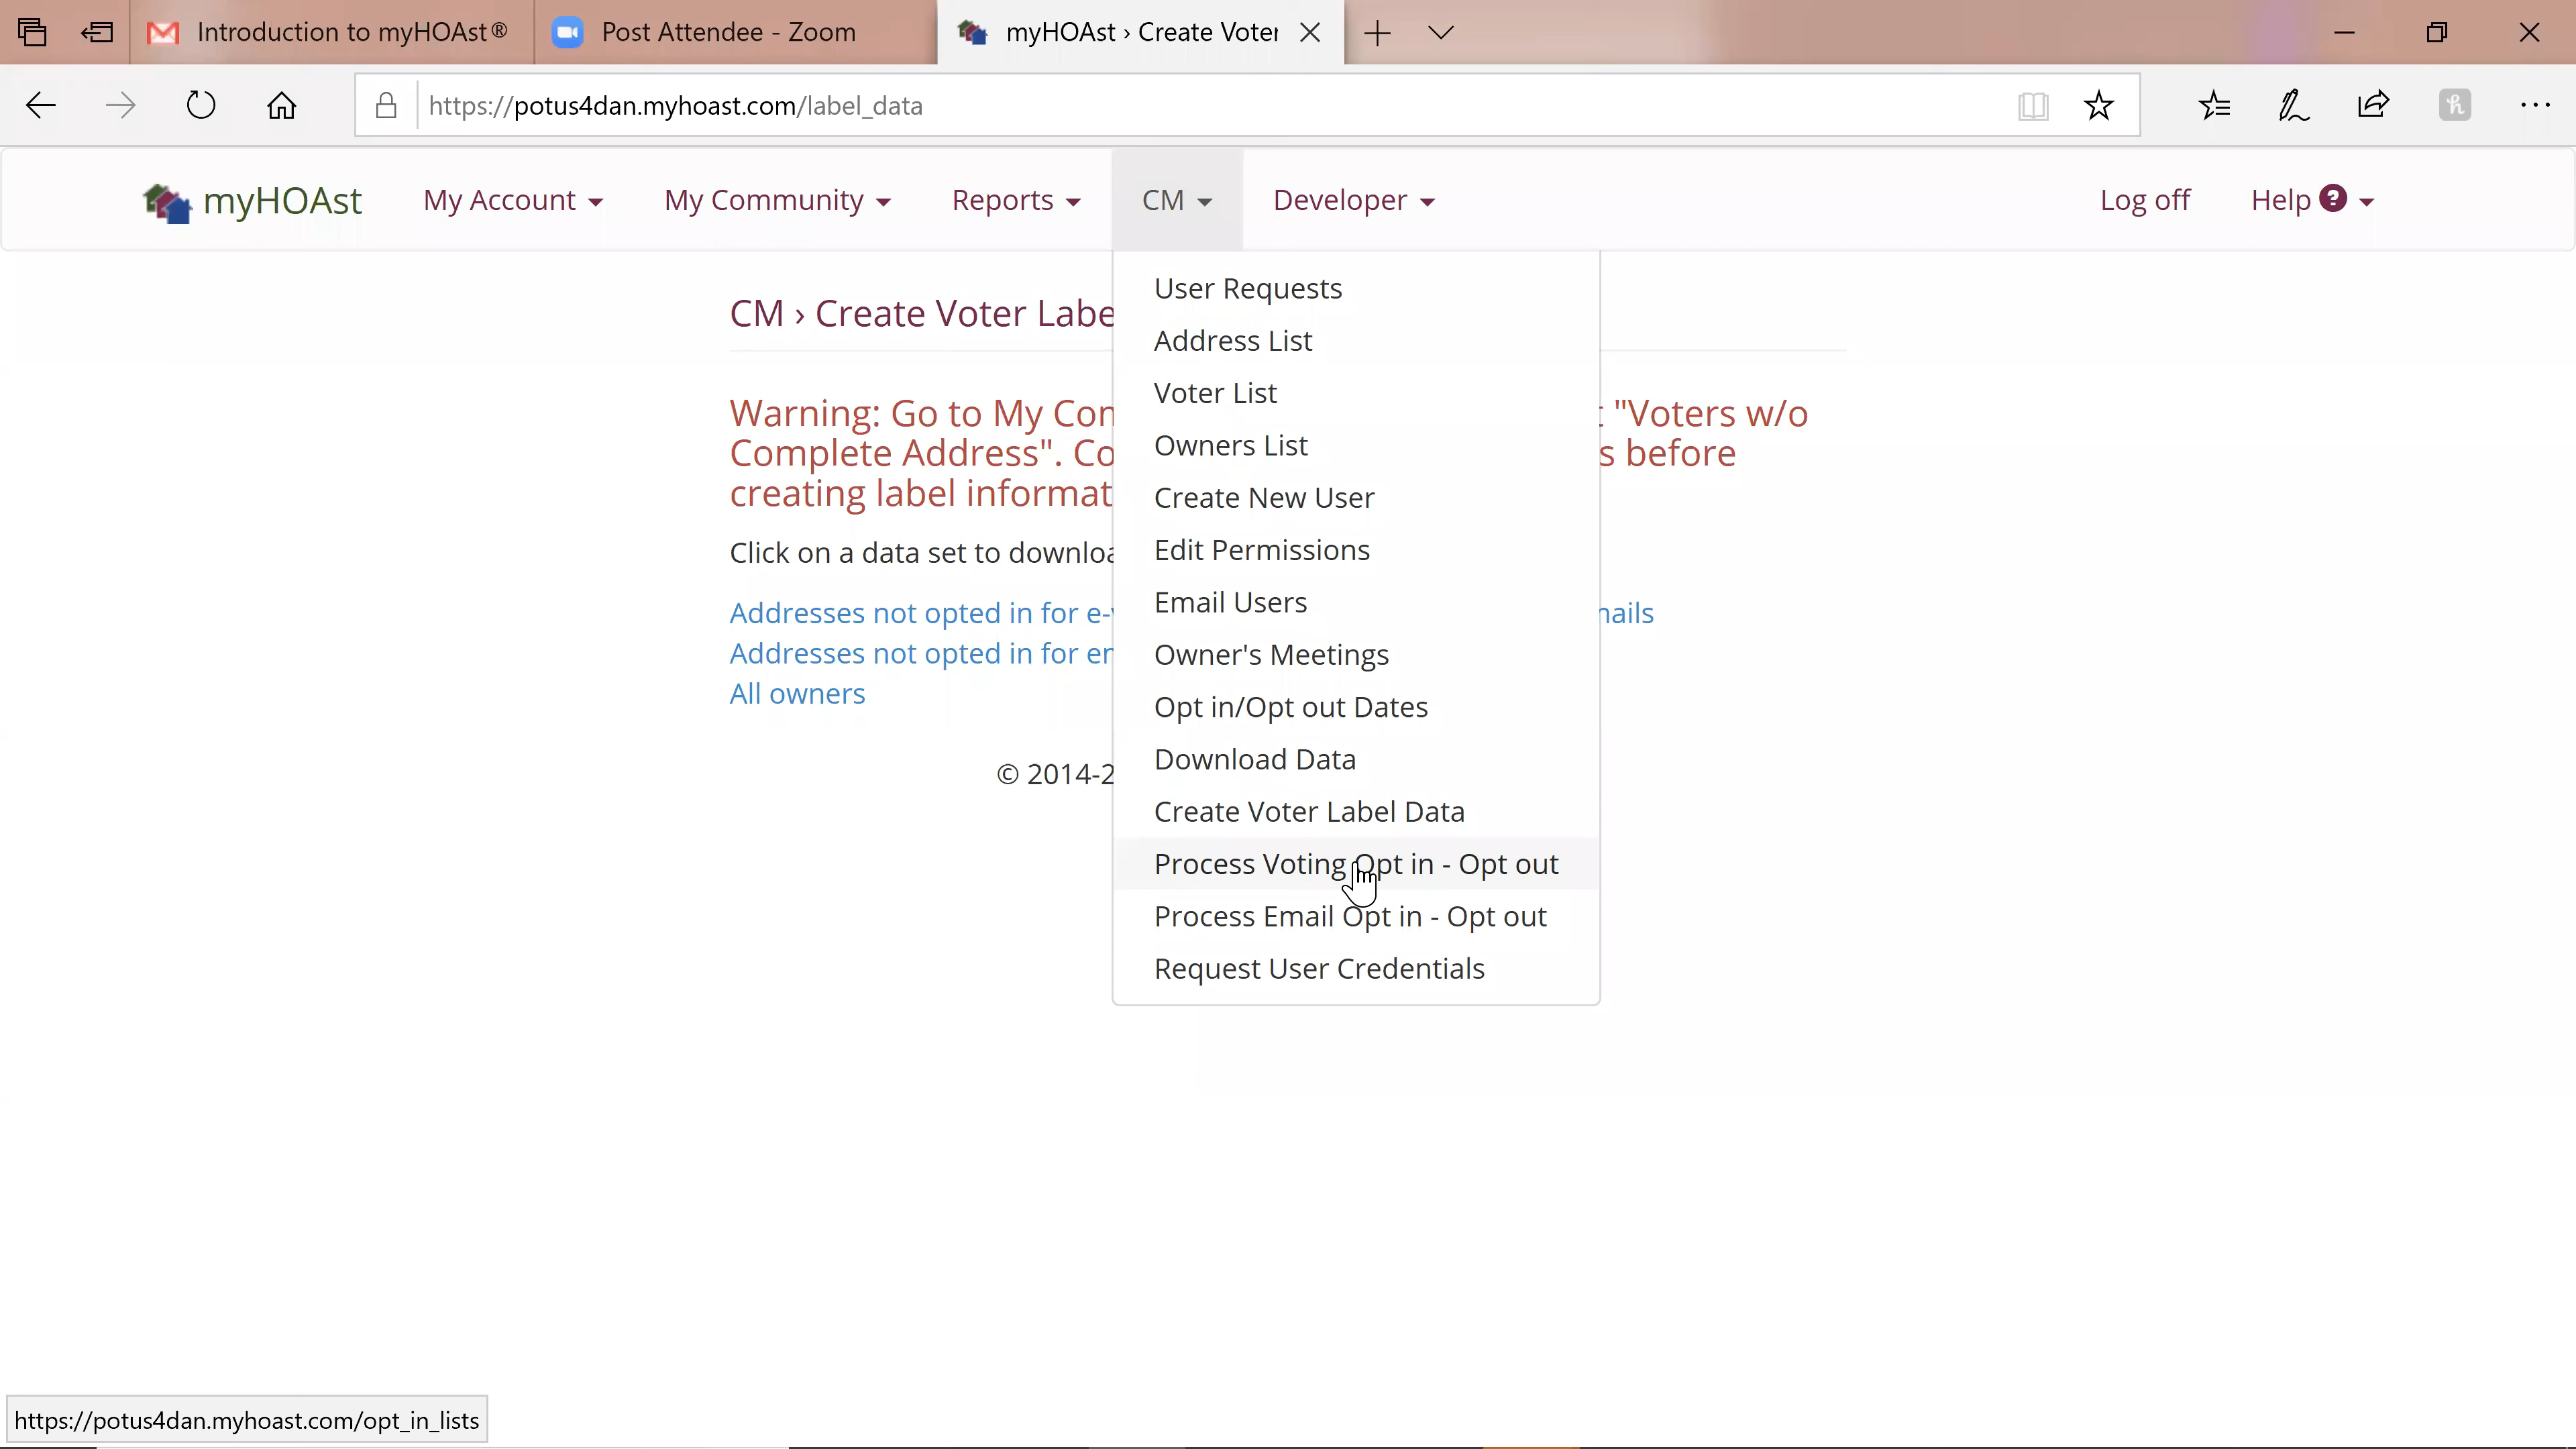 Introduction to myHOAst®
Post Attendee - Zoom
myHOAst › Create Voter
https://potus4dan.myhoast.com/label_data
myHOAst My Account My Community Reports CM Developer Log off Help ?
User Requests
Address List
Voter List
Owners List
Create New User
Edit Permissions
Email Users
Owner's Meetings
Opt in/Opt out Dates
Download Data
Create Voter Label Data
Process Voting Opt in - Opt out
Process Email Opt in - Opt out
Request User Credentials
CM › Create Voter Labe
Warning: Go to My Com "Voters w/o
Complete Address". Co s before
creating label informat
Click on a data set to downloa
Addresses not opted in for e- mails
Addresses not opted in for
All owners
© 2014-2
https://potus4dan.myhoast.com/opt_in_lists